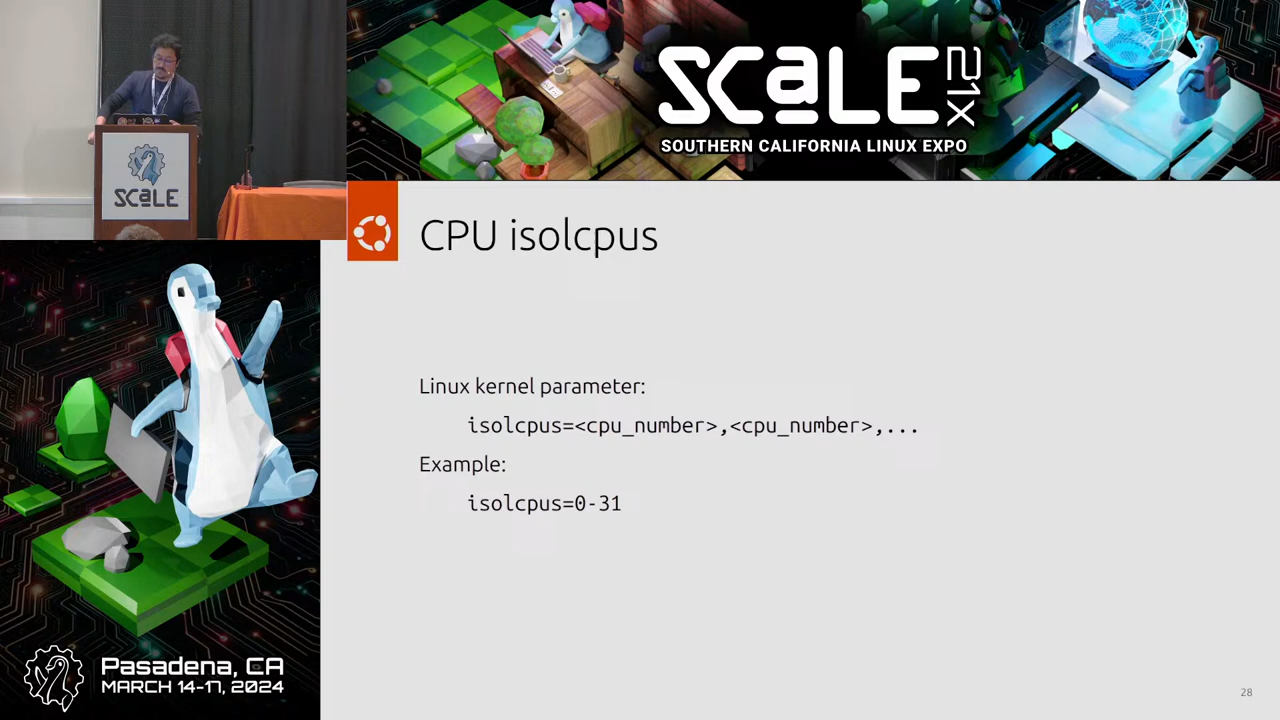 SCALE
SCALE 21X
SOUTHERN CALIFORNIA LINUX EXPO
CPU isolcpus
Linux kernel parameter:
isolcpus=<cpu_number>,<cpu_number>,...
Example:
isolcpus=0-31
Pasadena, CA
MARCH 14-17, 2024
28